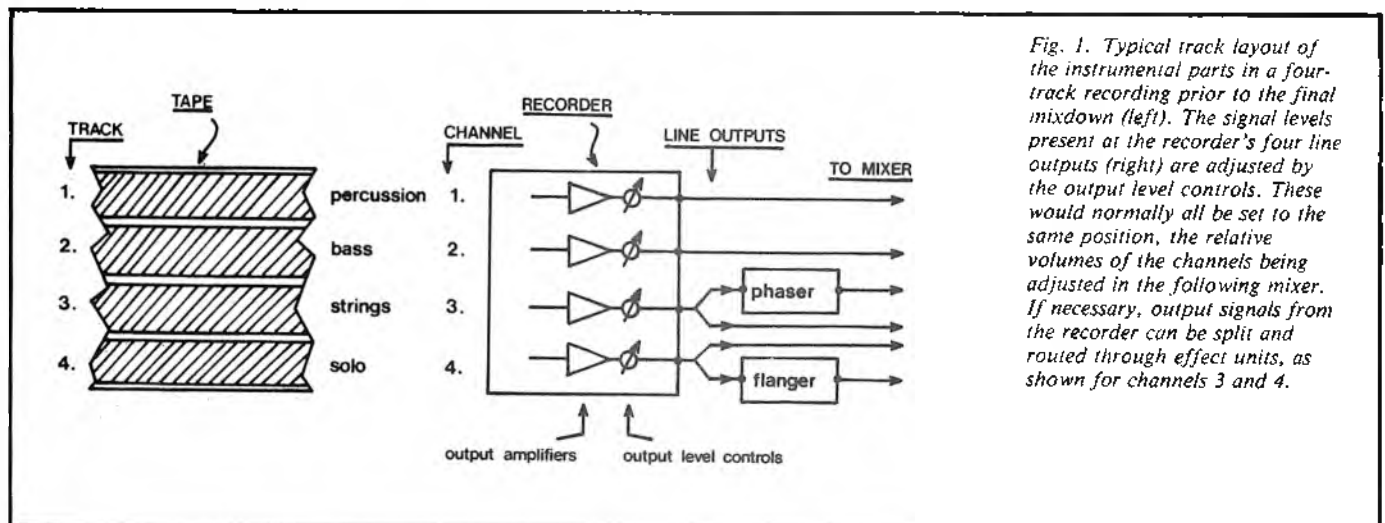 TAPE
TRACK
1.
percussion
2.
bass
3.
strings
4.
solo
RECORDER
CHANNEL
LINE OUTPUTS
TO MIXER
1.
2.
3.
phaser
4.
flanger
output amplifiers
output level controls
Fig. 1. Typical track layout of
the instrumental parts in a four-
track recording prior to the final
mixdown (left). The signal levels
present at the recorder's four line
outputs (right) are adjusted by
the output level controls. These
would normally all be set to the
same position, the relative
volumes of the channels being
adjusted in the following mixer.
If necessary, output signals from
the recorder can be split and
routed through effect units, as
shown for channels 3 and 4.